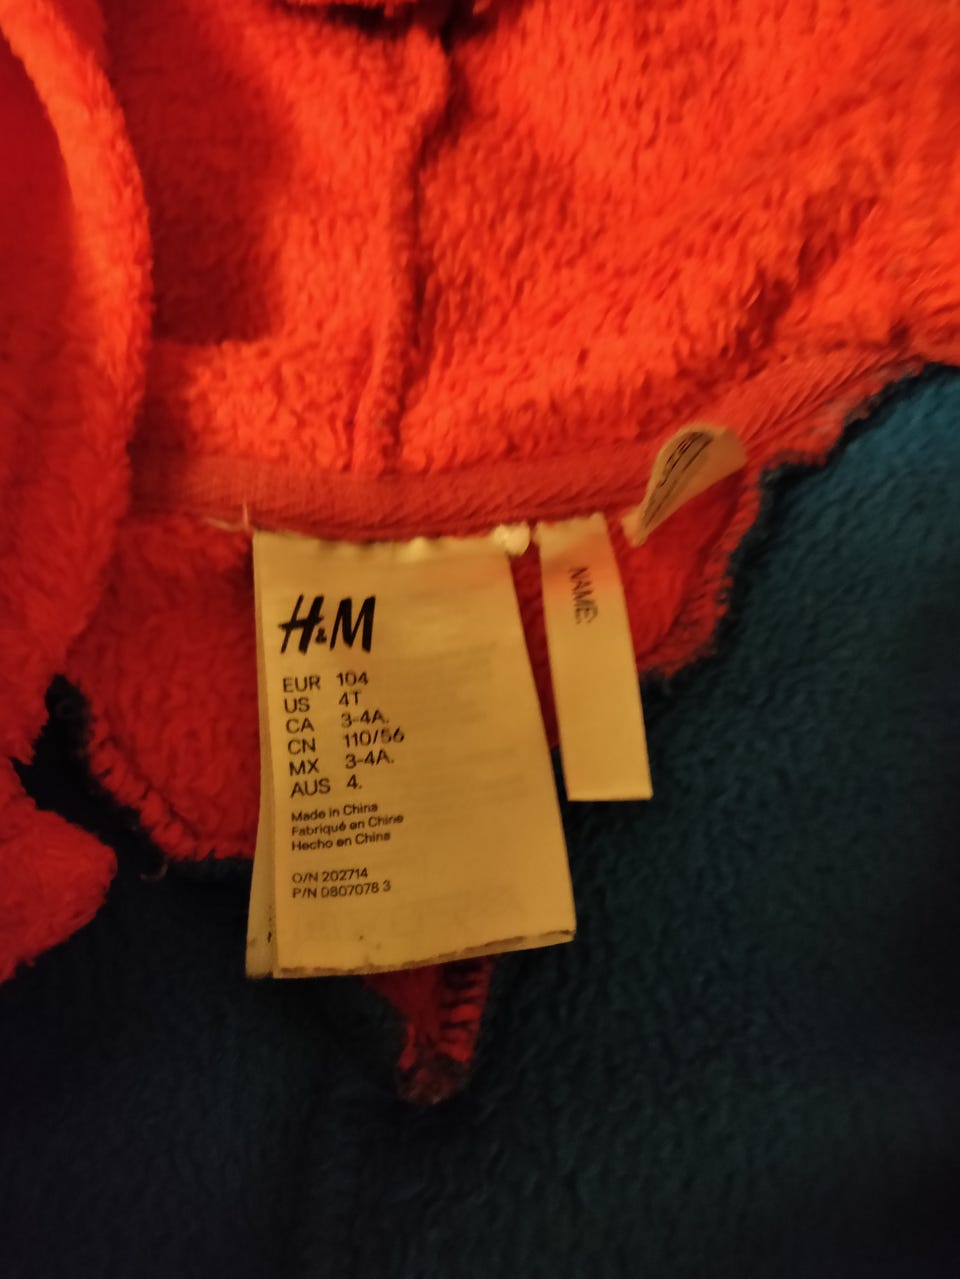 H&M
EUR 104
US 4T
CA 3-4A.
CN 110/56
MX 3-4A.
AUS 4.
Made in China
Fabriqué en Chine
Hecho en China
O/N 202714
P/N 0807078 3
NAME: